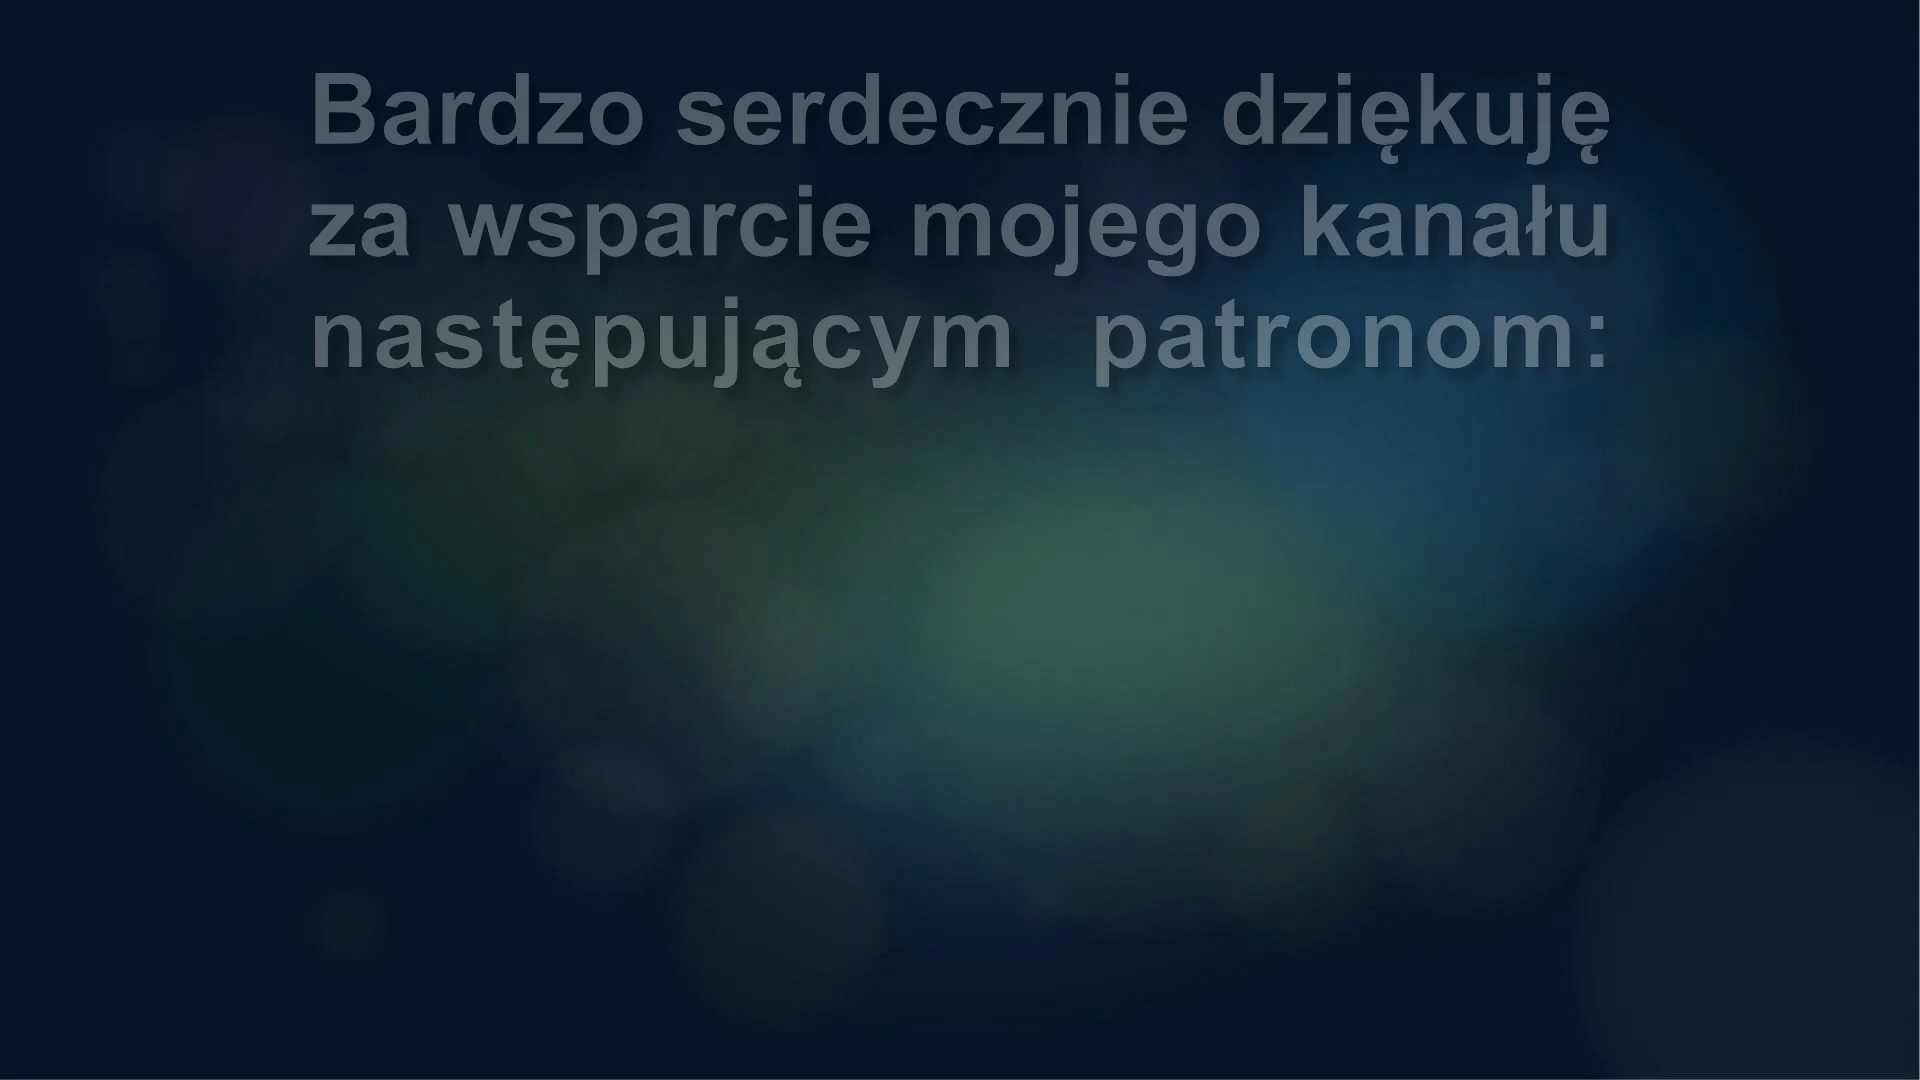 Bardzo serdecznie dziękuję
za wsparcie mojego kanału
następującym patronom: